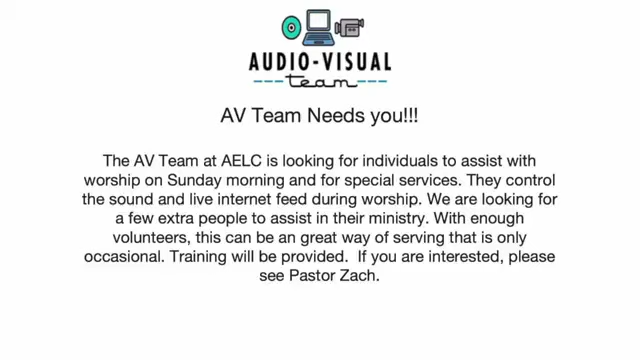 AUDIO-VISUAL
team
AV Team Needs you!!!
The AV Team at AELC is looking for individuals to assist with
worship on Sunday morning and for special services. They control
the sound and live internet feed during worship. We are looking for
a few extra people to assist in their ministry. With enough
volunteers, this can be an great way of serving that is only
occasional. Training will be provided.  If you are interested, please
see Pastor Zach.